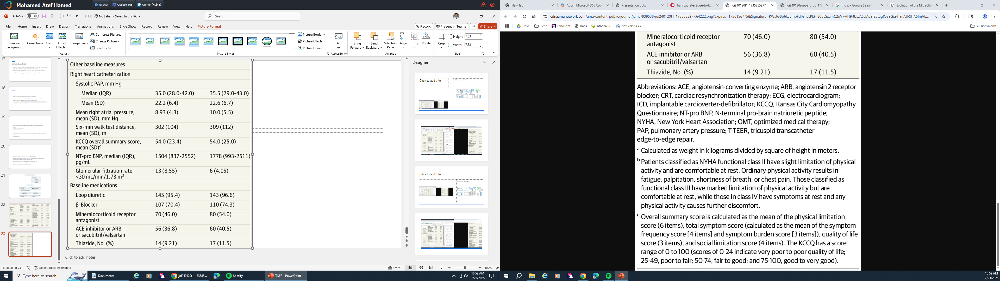 Mohamed Atef Hamed
eTenet
Outlook 365
Cerner (Hub 5)
AutoSave Off
Tri.FR
No Label • Saved to this PC
Search
File Home Insert Draw Design Transitions Animations Slide Show Record Review View Help Picture Format
Record
Present in Teams
Share
Remove Background
Corrections
Color
Artistic Effects
Transparency
Compress Pictures
Change Picture
Reset Picture
Adjust
Picture Styles
Picture Border
Picture Effects
Picture Layout
Alt Text
Accessibility
Bring Forward
Send Backward
Selection Pane
Align
Group
Rotate
Arrange
Crop
Height: 7.53"
Width: 7.38"
Size
17
Statistical Analysis
18
19
20
21
22
23
Other baseline measures
Right heart catheterization
Systolic PAP, mm Hg
Median (IQR) 35.0 (28.0-42.0) 35.5 (29.0-43.0)
Mean (SD) 22.2 (6.4) 22.6 (6.7)
Mean right atrial pressure, 8.93 (4.3) 10.0 (5.5)
mean (SD), mm Hg
Six-min walk test distance, 302 (104) 309 (112)
mean (SD), m
KCCQ overall summary score, 54.0 (23.4) 54.0 (25.0)
mean (SD)c
NT-pro BNP, median (IQR), 1504 (837-2552) 1778 (993-2511)
pg/mL
Glomerular filtration rate 13 (8.55) 6 (4.05)
<30 mL/min/1.73 m2
Baseline medications
Loop diuretic 145 (95.4) 143 (96.6)
β-Blocker 107 (70.4) 110 (74.3)
Mineralocorticoid receptor 70 (46.0) 80 (54.0)
antagonist
ACE inhibitor or ARB 56 (36.8) 60 (40.5)
or sacubitril/valsartan
Thiazide, No. (%) 14 (9.21) 17 (11.5)
Click to add notes
Designer
Click to add title
Click to add title
Slide 23 of 23
Accessibility: Investigate
Notes
100%
Type here to search
Documents
joi240120t1_173585...
Spotify
Tri.FR - PowerPoint
10:52 AM
7/23/2025
New Tab
Apps | Microsoft 365 Cop
Presentation.pptx
Transcatheter Edge-to-Ed
joi240120t1_1735855277.6
joi240120supp2_prod_173
triclip - Google Search
Evolution of the MitraClip
cdn.jamanetwork.com/ama/content_public/journal/jama/939538/joi240120t1_1735855277.64222.png?Expires=1756156775&Signature=
Drive
Echo
Echo Inpt
Rads
Athena S/I
NetScaler AAA
All Bookmarks
Mineralocorticoid receptor 70 (46.0) 80 (54.0)
antagonist
ACE inhibitor or ARB 56 (36.8) 60 (40.5)
or sacubitril/valsartan
Thiazide, No. (%) 14 (9.21) 17 (11.5)
Abbreviations: ACE, angiotensin-converting enzyme; ARB, angiotensin 2 receptor
blocker; CRT, cardiac resynchronization therapy; ECG, electrocardiogram;
ICD, implantable cardioverter-defibrillator; KCCQ, Kansas City Cardiomyopathy
Questionnaire; NT-pro BNP, N-terminal pro-brain natriuretic peptide;
NYHA, New York Heart Association; OMT, optimized medical therapy;
PAP, pulmonary artery pressure; T-TEER, tricuspid transcatheter
edge-to-edge repair.
a Calculated as weight in kilograms divided by square of height in meters.
b Patients classified as NYHA functional class II have slight limitation of physical
activity and are comfortable at rest. Ordinary physical activity results in
fatigue, palpitation, shortness of breath, or chest pain. Those classified as
functional class III have marked limitation of physical activity but are
comfortable at rest, while those in class IV have symptoms at rest and any
physical activity causes further discomfort.
c Overall summary score is calculated as the mean of the physical limitation
score (6 items), total symptom score (calculated as the mean of the symptom
frequency score [4 items] and symptom burden score [3 items]), quality of life
score (3 items), and social limitation score (4 items). The KCCQ has a score
range of 0 to 100 (scores of 0-24 indicate very poor to poor quality of life;
25-49, poor to fair; 50-74, fair to good; and 75-100, good to very good).
10:52 AM
7/23/2025